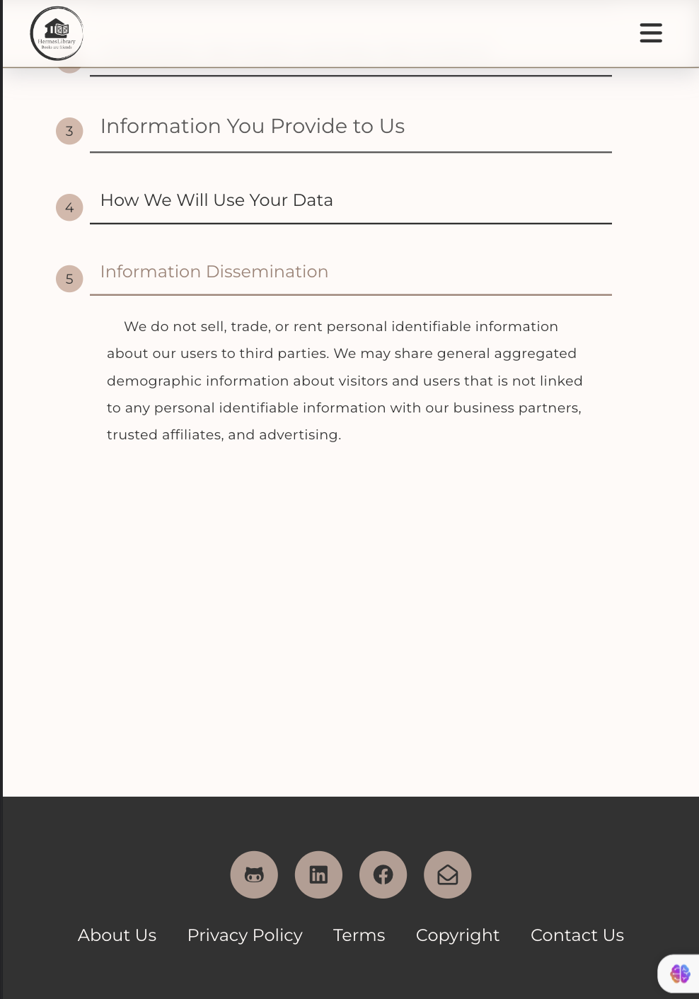 HermesLibrary
Books are friends
3
Information You Provide to Us
4
How We Will Use Your Data
5
Information Dissemination
We do not sell, trade, or rent personal identifiable information
about our users to third parties. We may share general aggregated
demographic information about visitors and users that is not linked
to any personal identifiable information with our business partners,
trusted affiliates, and advertising.
About Us Privacy Policy Terms Copyright Contact Us